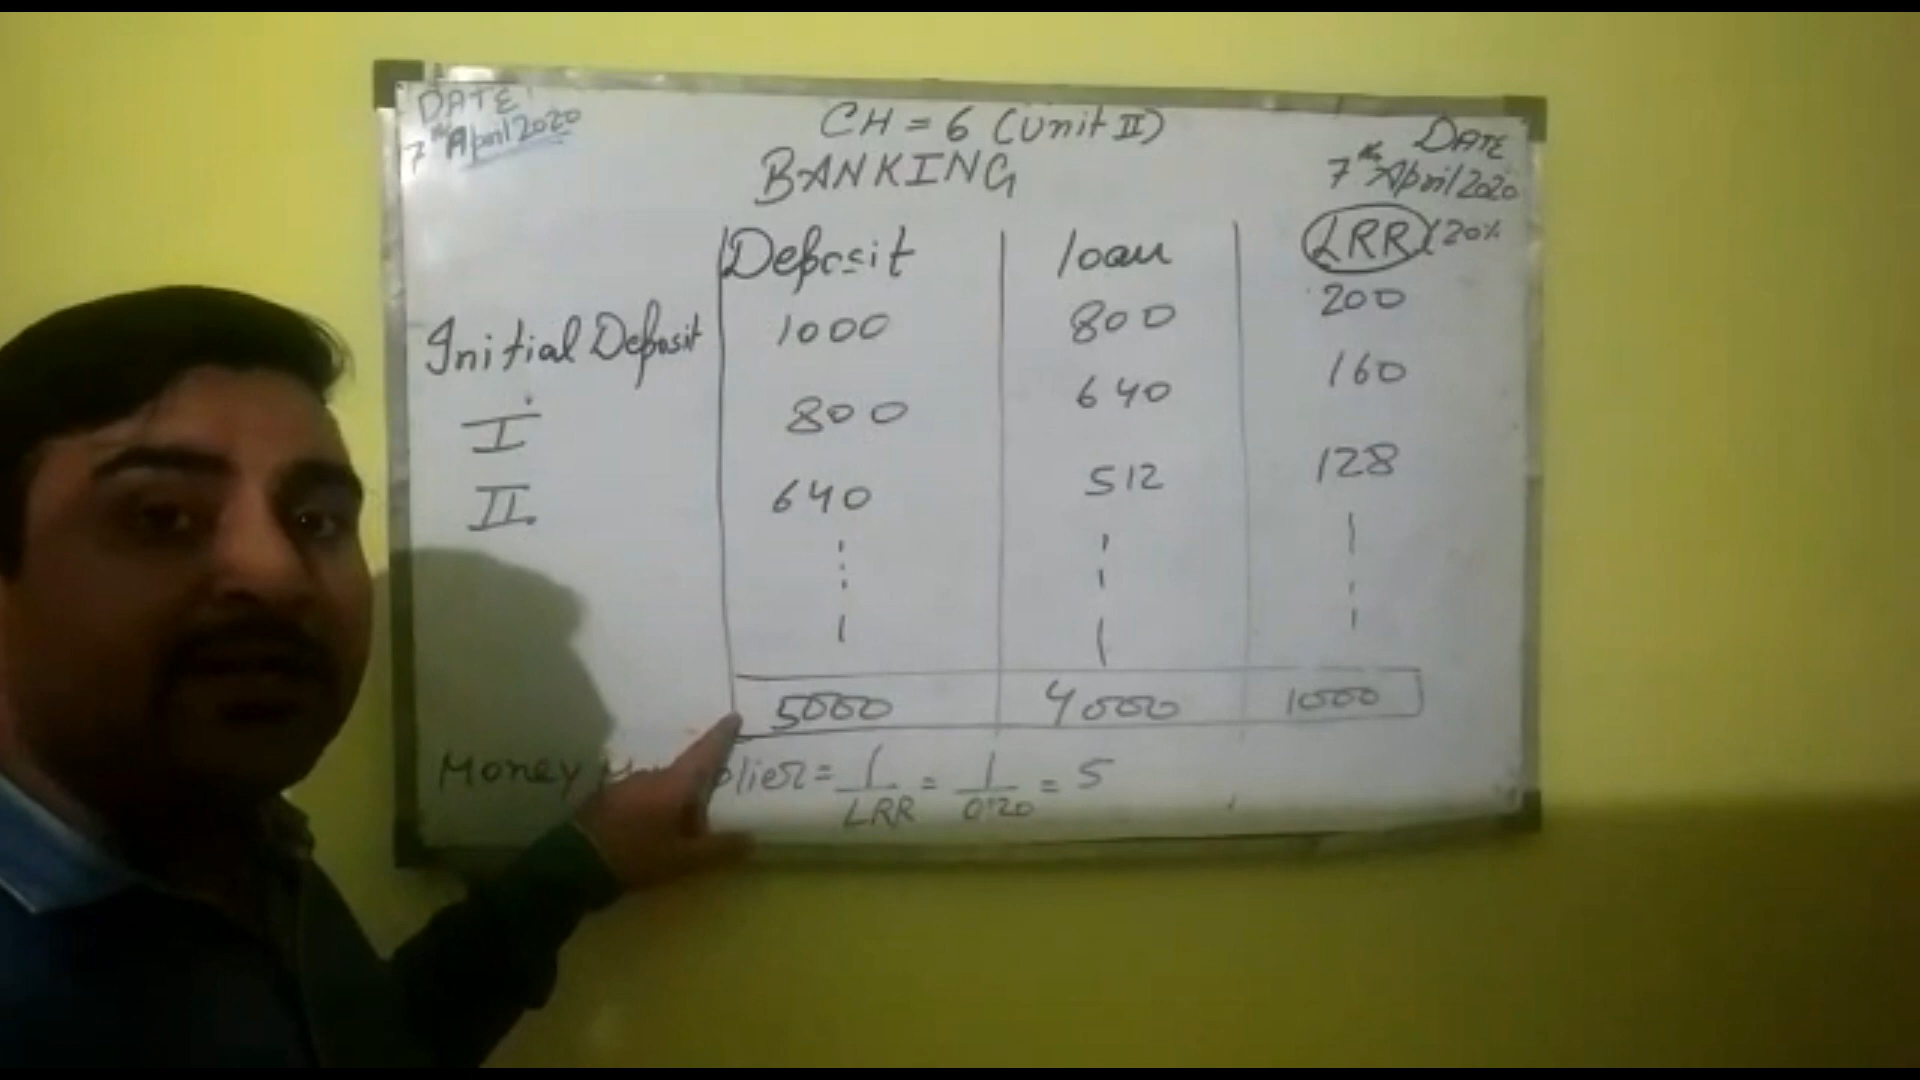 DATE
7th April 2020
CH = 6 (Unit II)
BANKING
DATE
7th April 2020
Deposit loan LRR (20%
Initial Deposit 1000 800 200
I 800 640 160
II 640 512 128
5000 4000 1000
Money = 1/LRR = 1/0.20 = 5